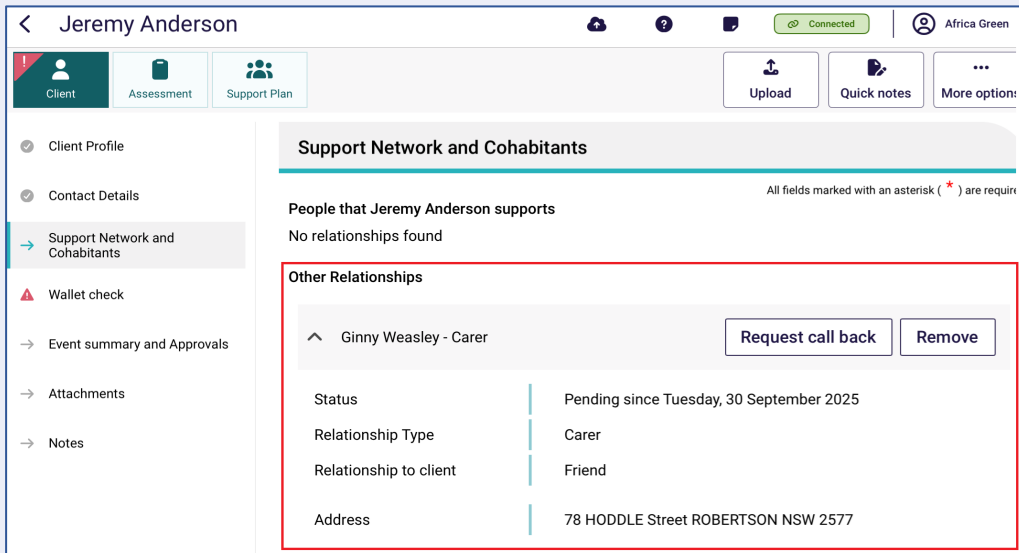 Jeremy Anderson
Connected
Africa Green
!
Client
Assessment
Support Plan
Upload
Quick notes
More options
Client Profile
Contact Details
Support Network and
Cohabitants
Wallet check
Event summary and Approvals
Attachments
Notes
Support Network and Cohabitants
All fields marked with an asterisk ( * ) are require
People that Jeremy Anderson supports
No relationships found
Other Relationships
Ginny Weasley - Carer
Request call back
Remove
Status
Pending since Tuesday, 30 September 2025
Relationship Type
Carer
Relationship to client
Friend
Address
78 HODDLE Street ROBERTSON NSW 2577